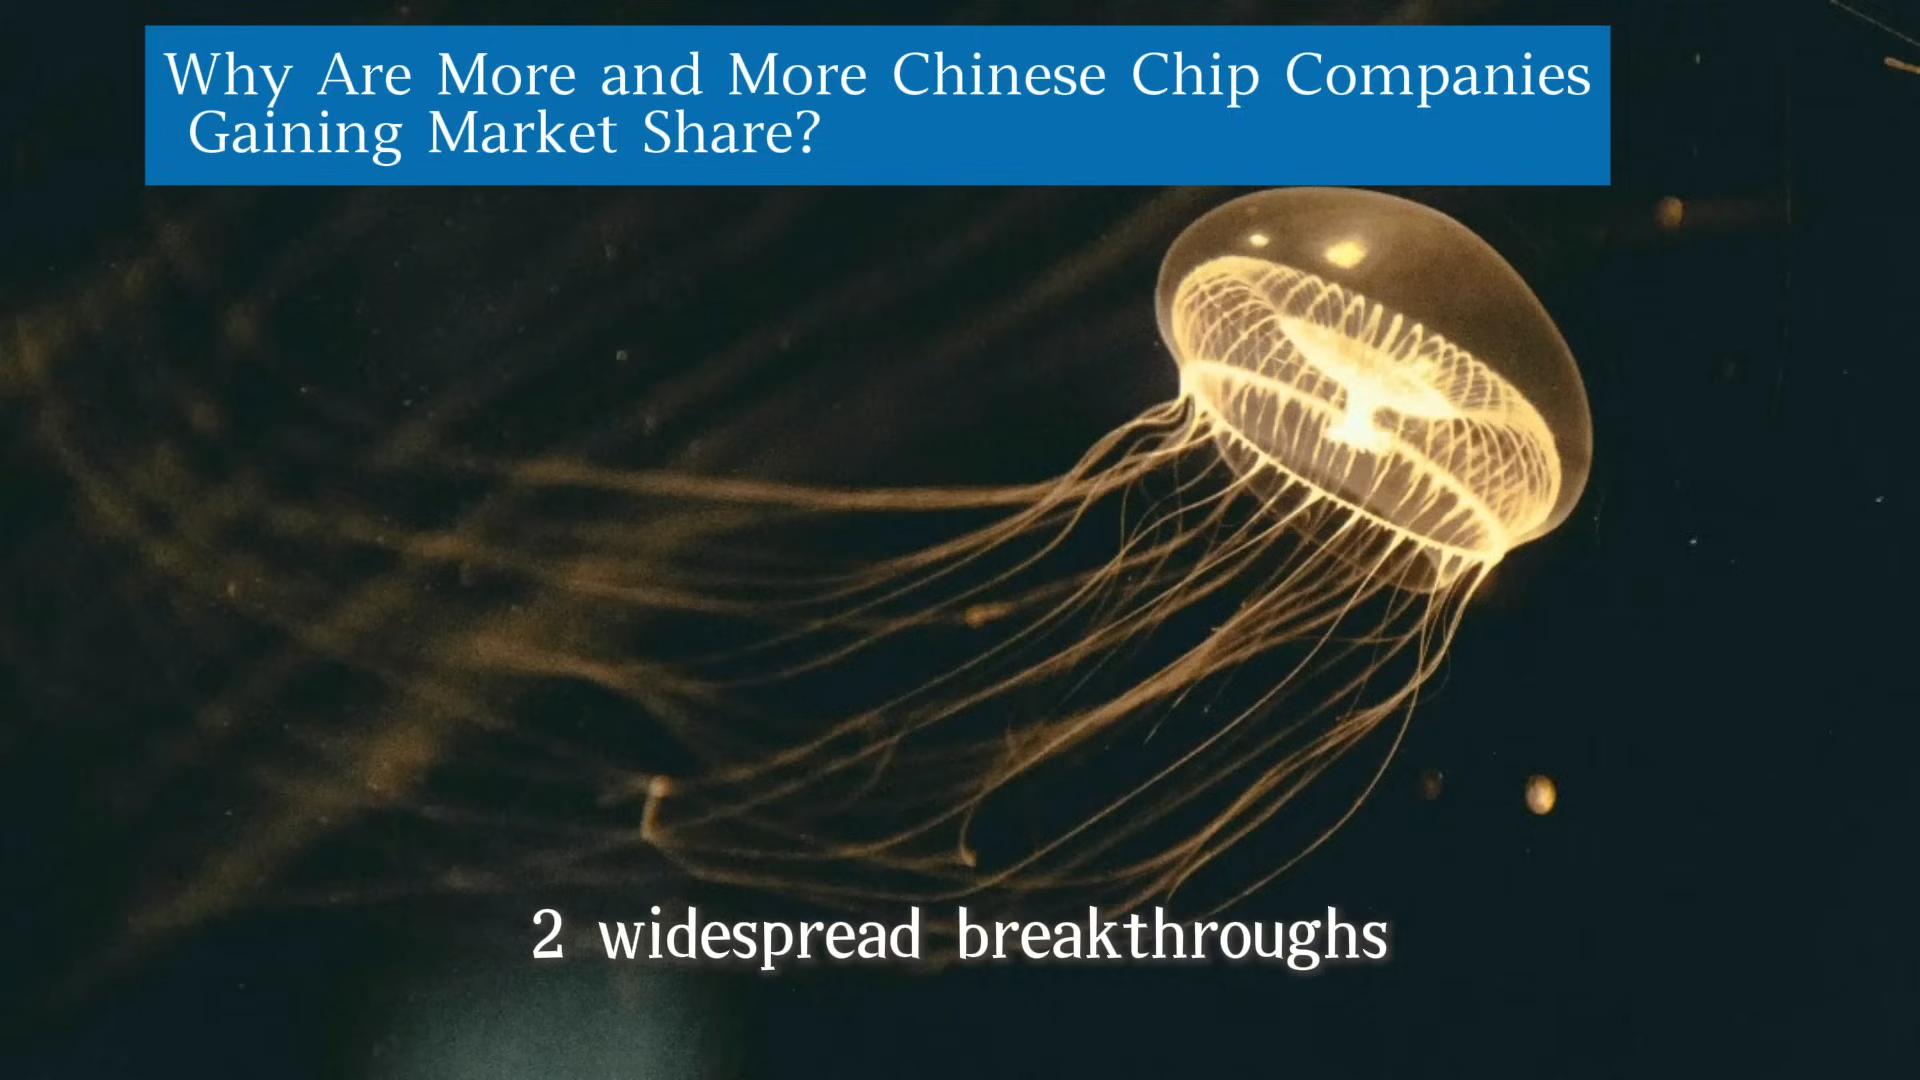 Why Are More and More Chinese Chip Companies
Gaining Market Share?
2 widespread breakthroughs